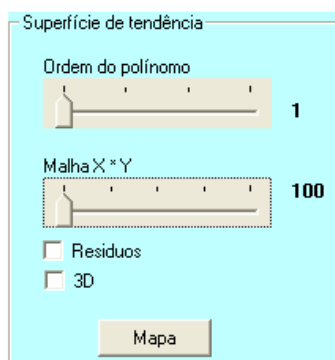 Superfície de tendência
Ordem do polínomo
1
Malha X * Y
100
Residuos
3D
Mapa